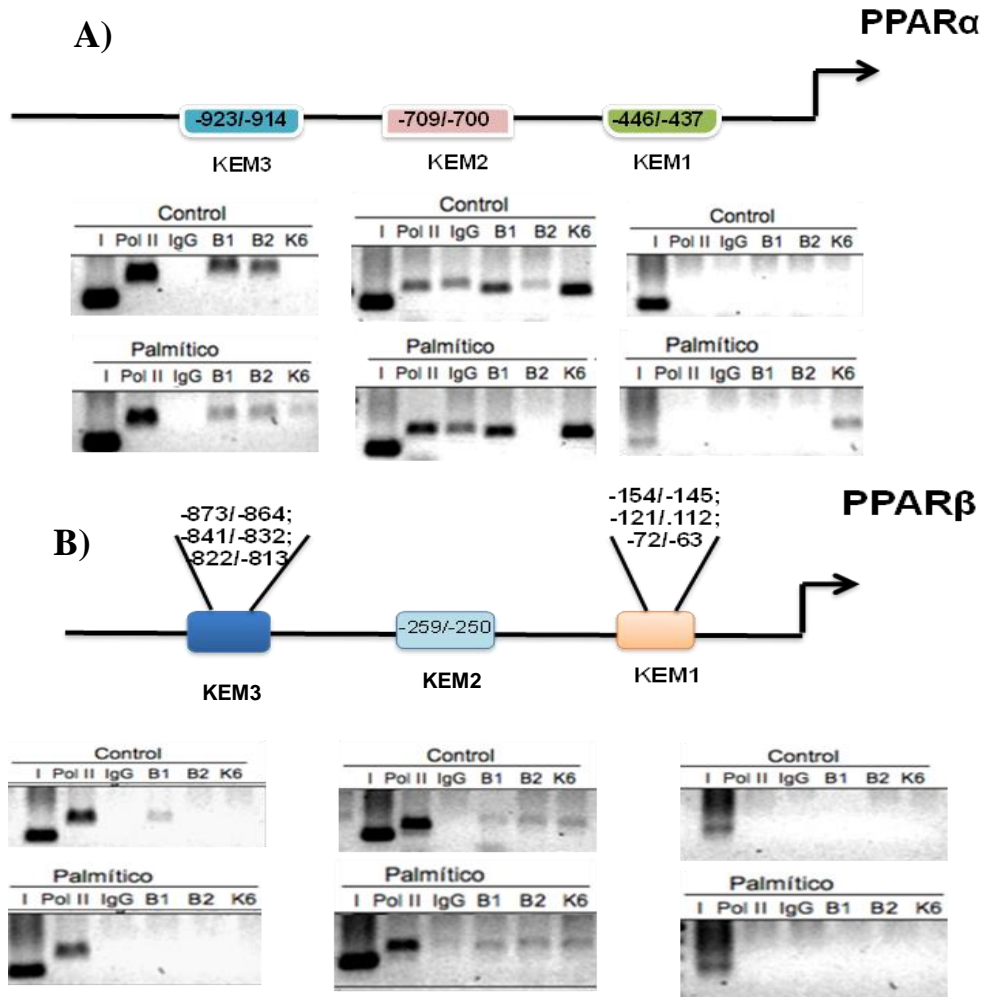 A)
PPARα
-923/-914
-709/-700
-446/-437
KEM3
KEM2
KEM1
Control
I Pol II IgG B1 B2 K6
Control
I Pol II IgG B1 B2 K6
Control
I Pol II IgG B1 B2 K6
Palmítico
I Pol II IgG B1 B2 K6
Palmítico
I Pol II IgG B1 B2 K6
Palmítico
I Pol II IgG B1 B2 K6
B)
PPARβ
-873/-864;
-841/-832;
-822/-813
-154/-145;
-121/.112;
-72/-63
-259/-250
KEM3
KEM2
KEM1
Control
I Pol II IgG B1 B2 K6
Control
I Pol II IgG B1 B2 K6
Control
I Pol II IgG B1 B2 K6
Palmítico
I Pol II IgG B1 B2 K6
Palmítico
I Pol II IgG B1 B2 K6
Palmítico
I Pol II IgG B1 B2 K6